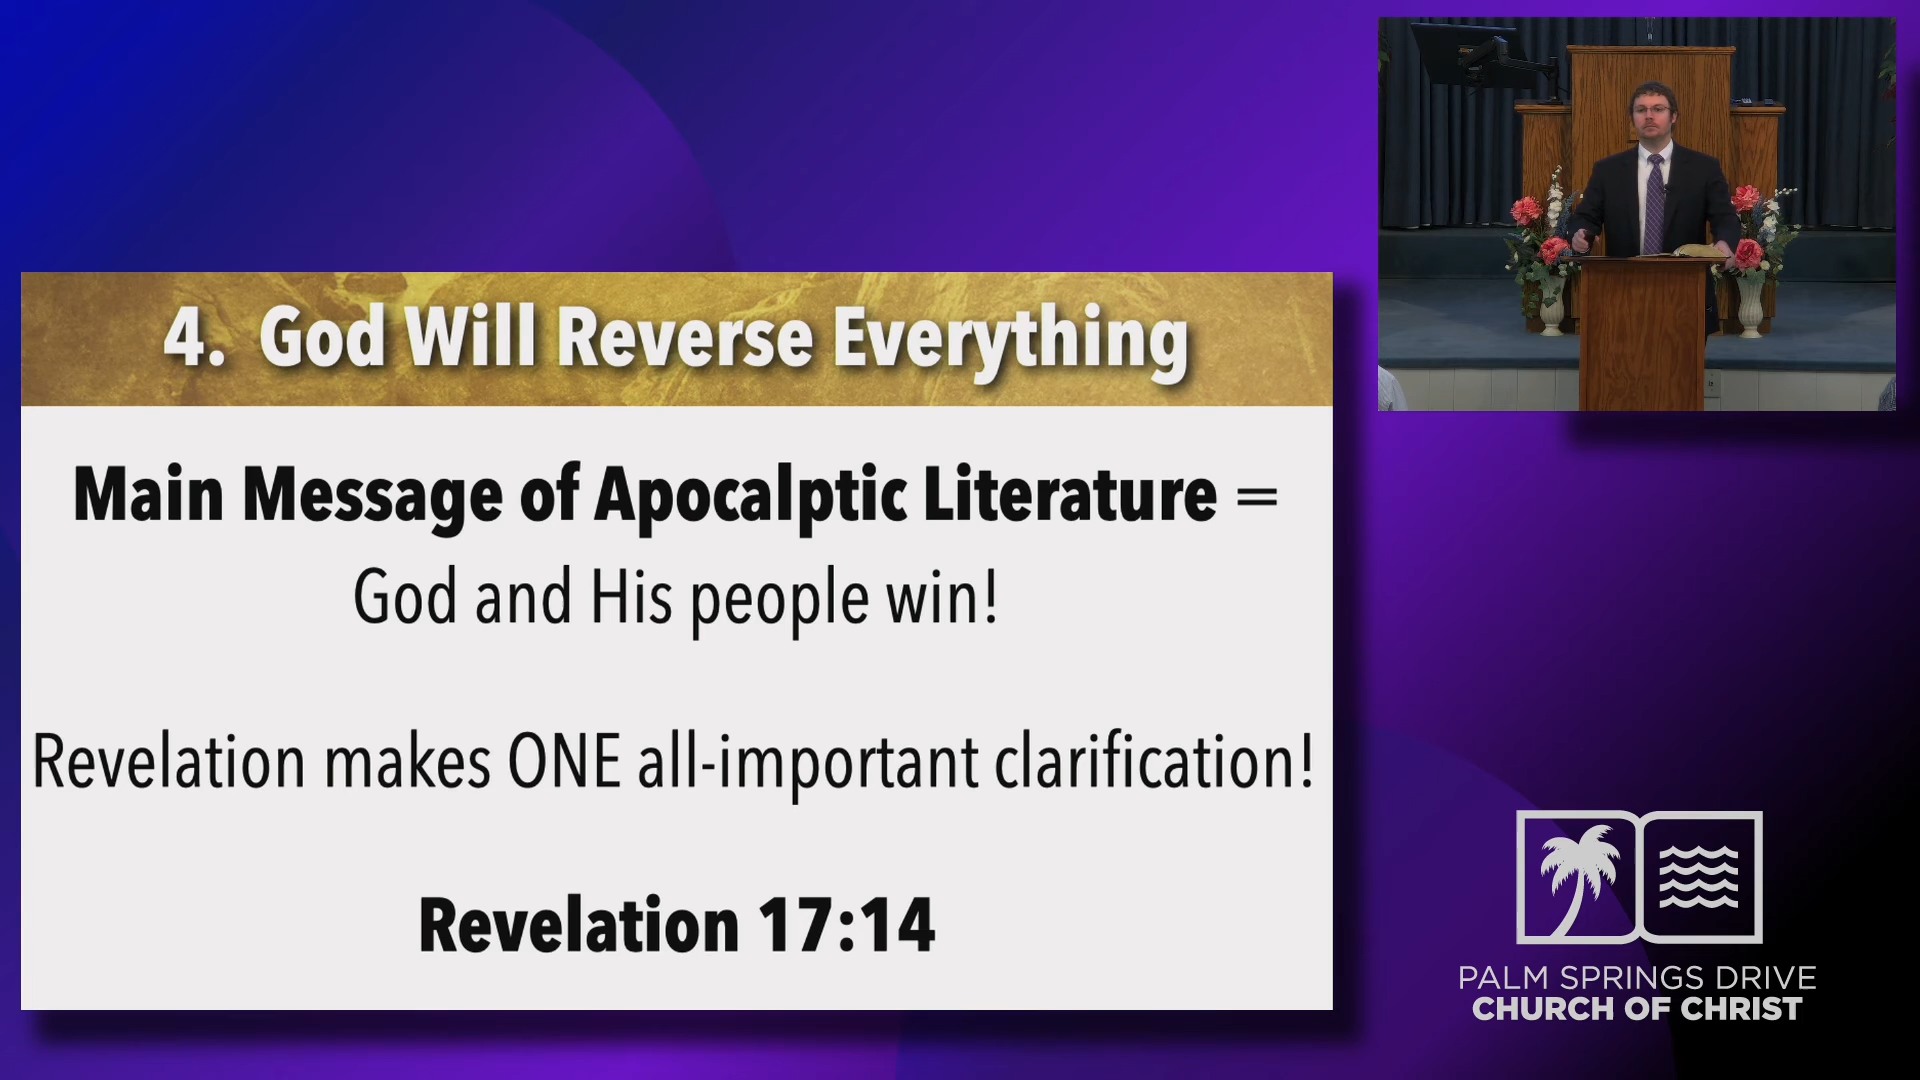 4. God Will Reverse Everything
Main Message of Apocalptic Literature =
God and His people win!
Revelation makes ONE all-important clarification!
Revelation 17:14
PALM SPRINGS DRIVE
CHURCH OF CHRIST